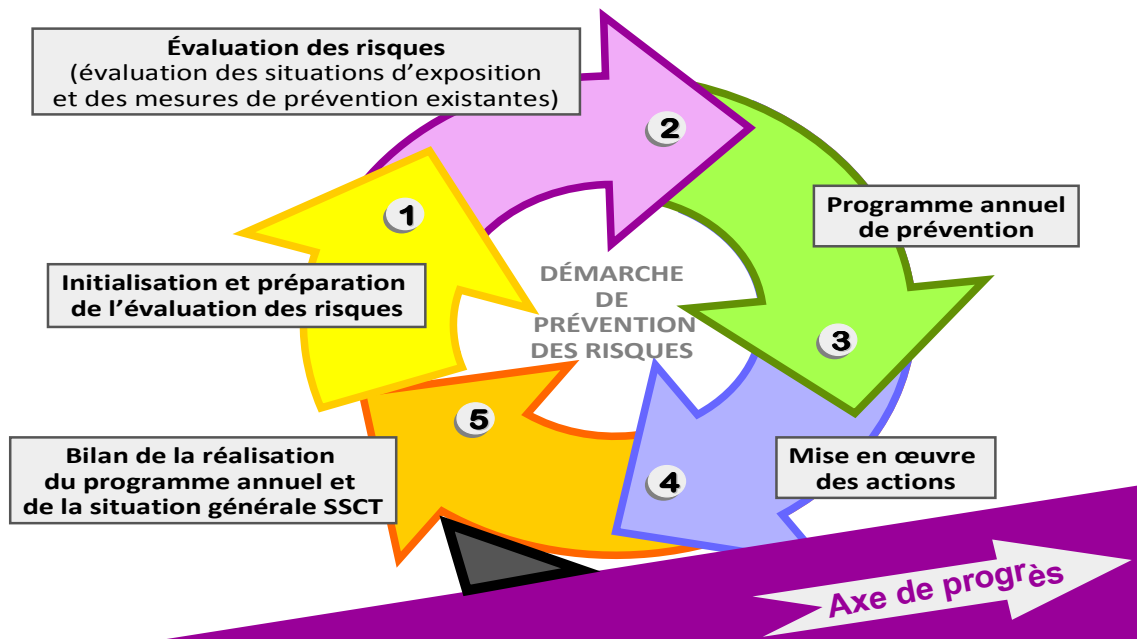 Évaluation des risques
(évaluation des situations d'exposition
et des mesures de prévention existantes)
2
1
Programme annuel
de prévention
Initialisation et préparation
de l'évaluation des risques
DÉMARCHE
DE
PRÉVENTION
DES RISQUES
3
5
Bilan de la réalisation
du programme annuel et
de la situation générale SSCT
4
Mise en œuvre
des actions
Axe de progrès